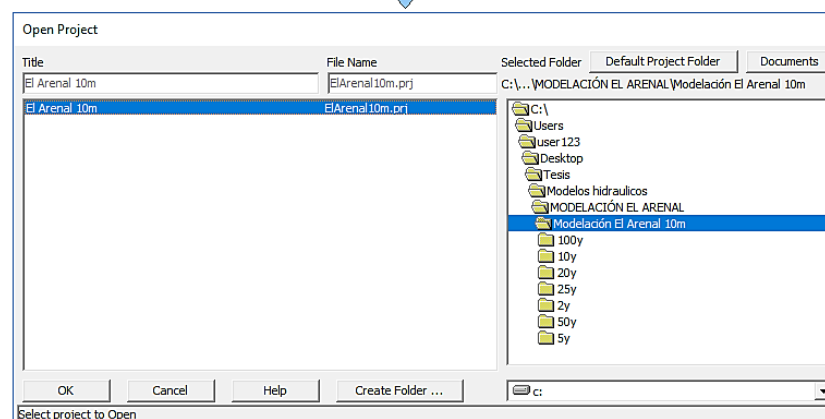 Open Project
Title
File Name
Selected Folder
Default Project Folder
Documents
El Arenal 10m
ElArenal10m.prj
C:\...\MODELACIÓN EL ARENAL\Modelación El Arenal 10m
El Arenal 10m
ElArenal10m.prj
C:\
Users
user123
Desktop
Tesis
Modelos hidraulicos
MODELACIÓN EL ARENAL
Modelación El Arenal 10m
100y
10y
20y
25y
2y
50y
5y
OK
Cancel
Help
Create Folder ...
c:
Select project to Open